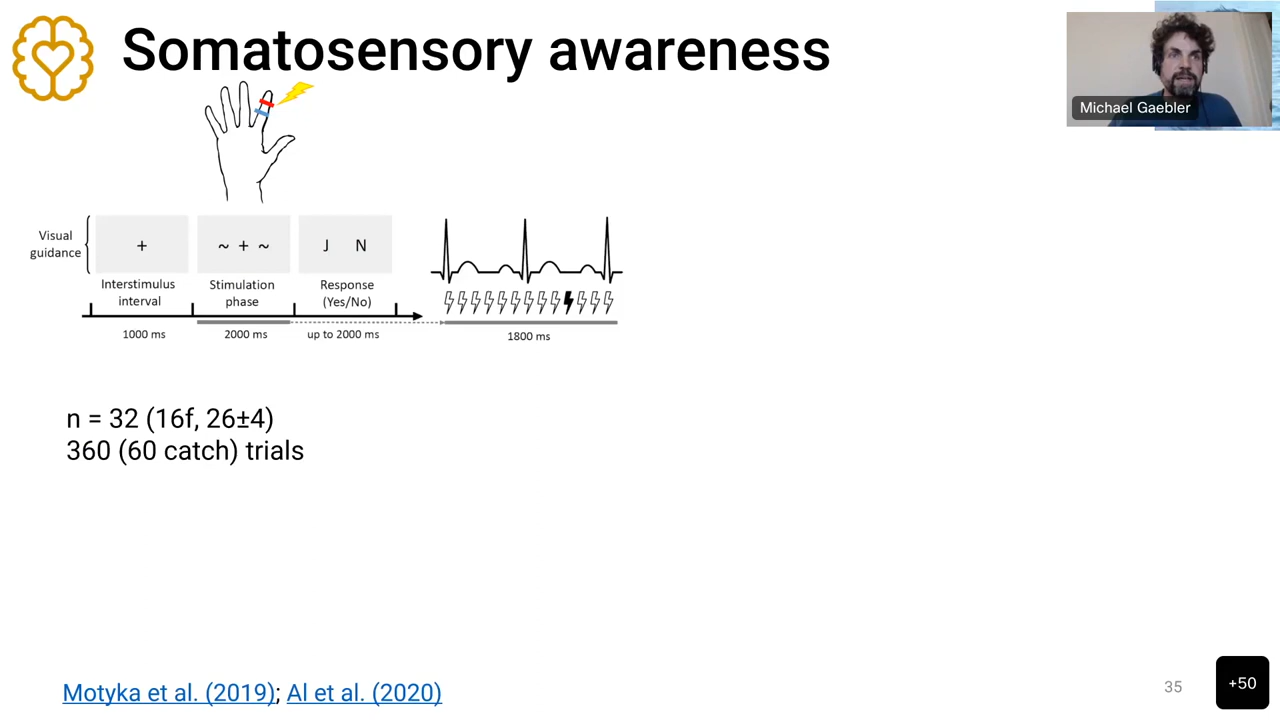 Somatosensory awareness
Michael Gaebler
Visual
guidance
+
~ + ~
J N
Interstimulus
interval
Stimulation
phase
Response
(Yes/No)
1000 ms
2000 ms
up to 2000 ms
1800 ms
n = 32 (16f, 26±4)
360 (60 catch) trials
Motyka et al. (2019); Al et al. (2020)
35
+50